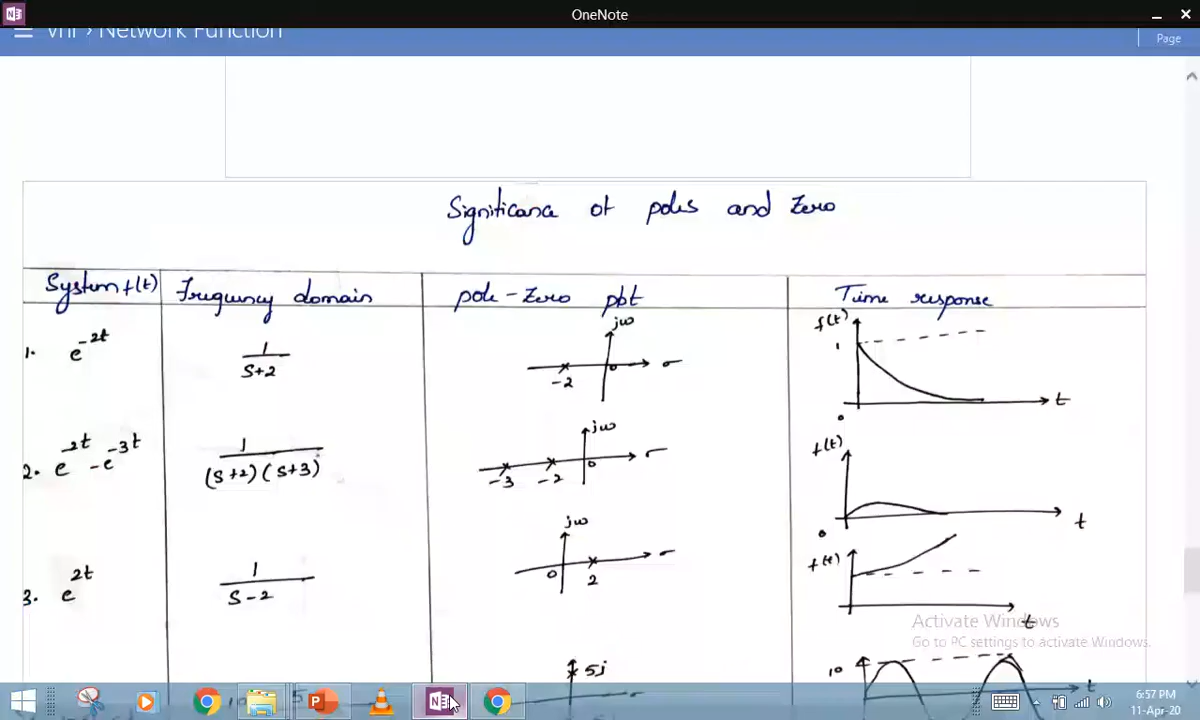 OneNote
vnr › Network Function
Page
Significance of poles and Zero
System f(t) Frequency domain pole-Zero plot Time response
1. e^-2t 1/(S+2) jω σ -2 0 f(t) 1 0 t
2. e^-2t - e^-3t 1/((S+2)(S+3)) jω σ -3 -2 0 f(t) 0 t
3. e^2t 1/(S-2) jω σ 0 2 f(t) t
5j 10 t
Activate Windows
Go to PC settings to activate Windows.
6:57 PM
11-Apr-20